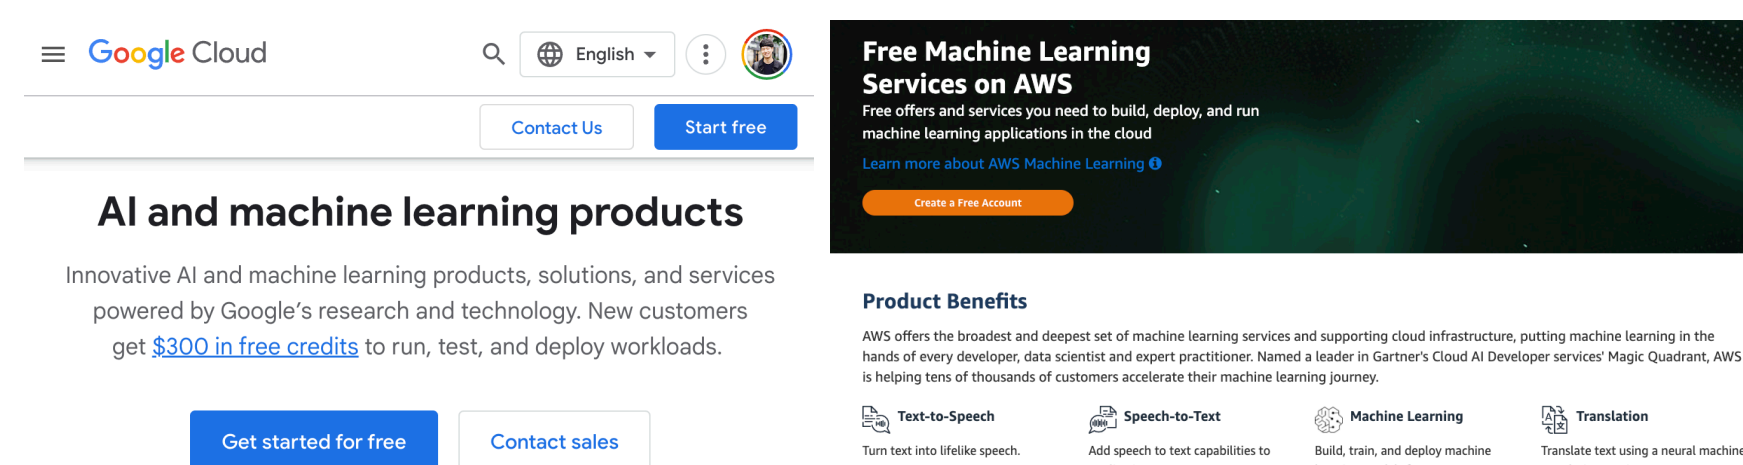 Google Cloud
English
Contact Us
Start free
AI and machine learning products
Innovative AI and machine learning products, solutions, and services
powered by Google's research and technology. New customers
get $300 in free credits to run, test, and deploy workloads.
Get started for free
Contact sales
Free Machine Learning
Services on AWS
Free offers and services you need to build, deploy, and run
machine learning applications in the cloud
Learn more about AWS Machine Learning
Create a Free Account
Product Benefits
AWS offers the broadest and deepest set of machine learning services and supporting cloud infrastructure, putting machine learning in the
hands of every developer, data scientist and expert practitioner. Named a leader in Gartner's Cloud AI Developer services' Magic Quadrant, AWS
is helping tens of thousands of customers accelerate their machine learning journey.
Text-to-Speech
Turn text into lifelike speech.
Speech-to-Text
Add speech to text capabilities to
Machine Learning
Build, train, and deploy machine
Translation
Translate text using a neural machine